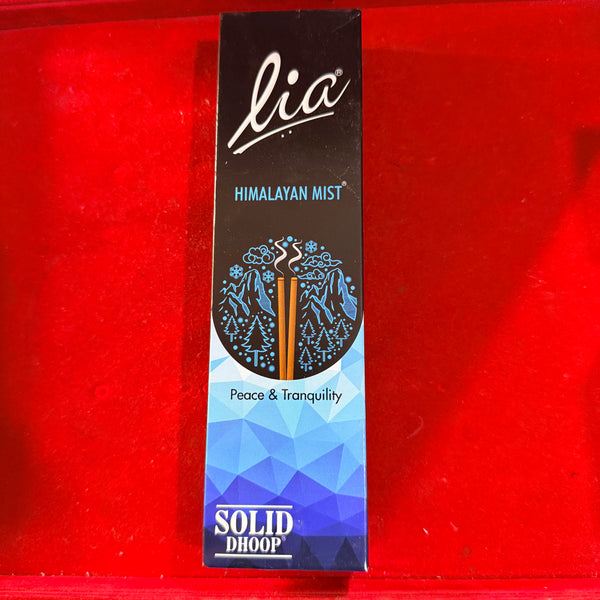 lia®
HIMALAYAN MIST®
Peace & Tranquility
SOLID
DHOOP®